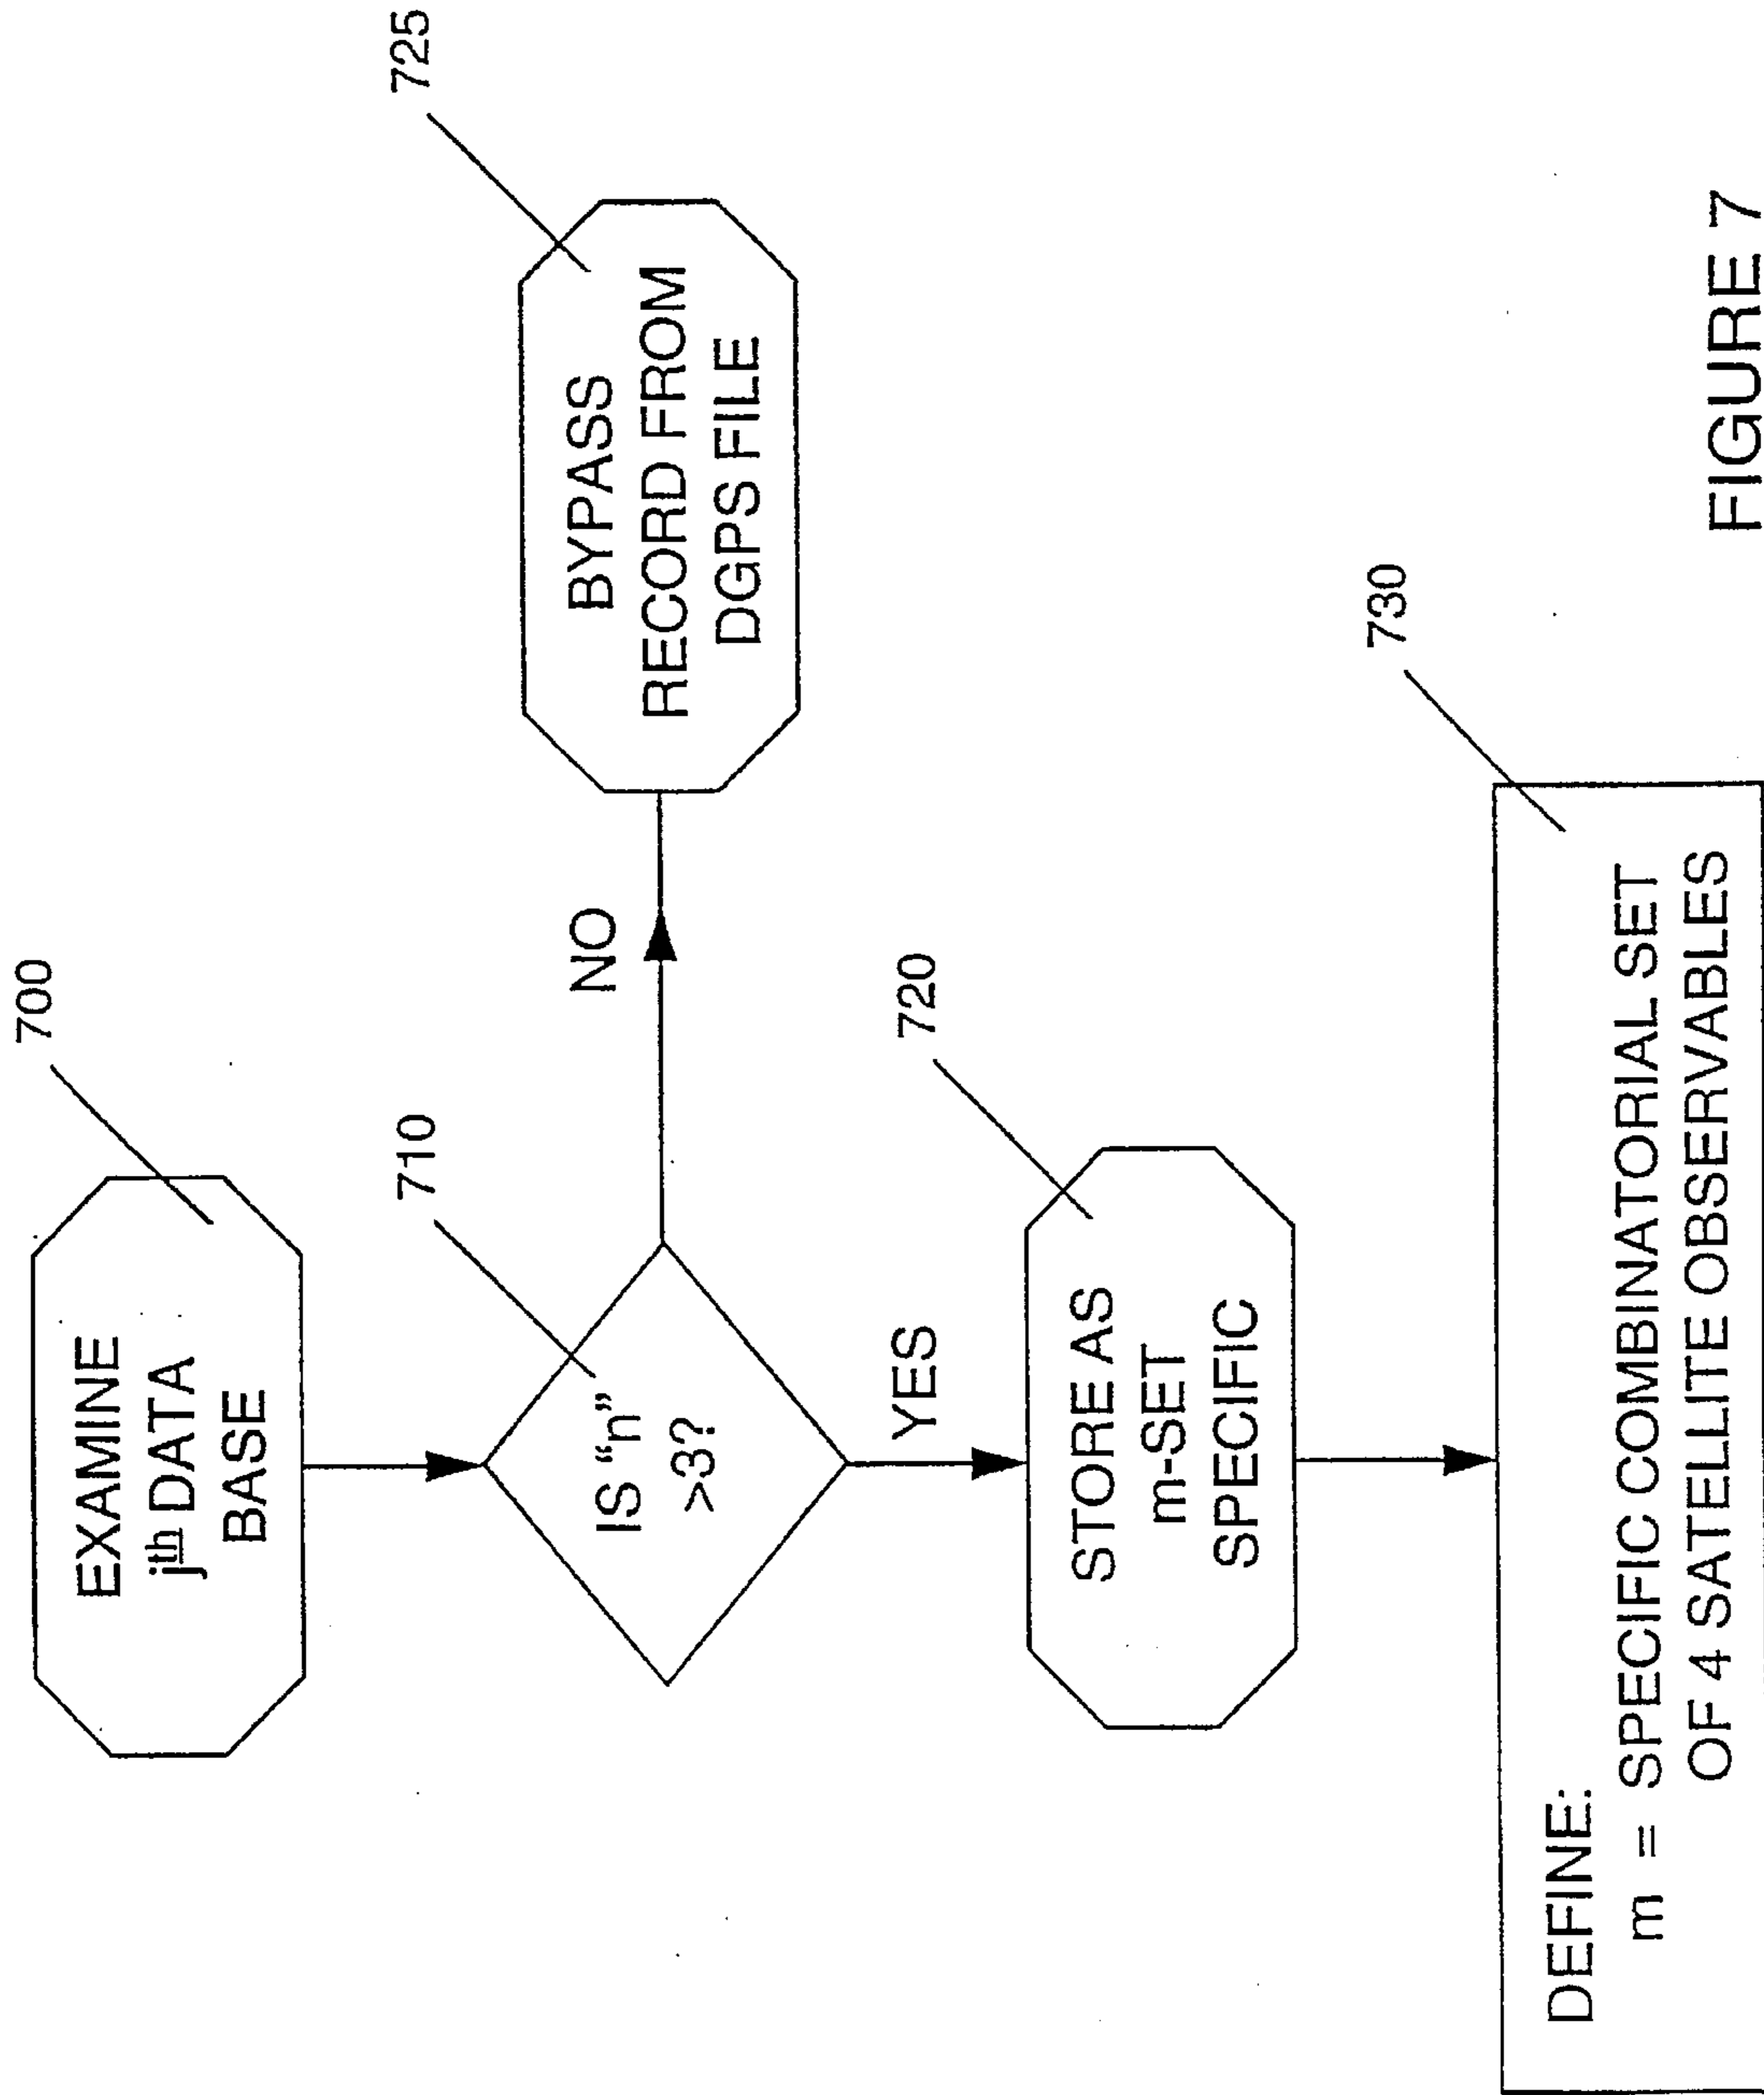 700
EXAMINE
jth DATA
BASE
710
IS “n”
>3?
NO
725
BYPASS
RECORD FROM
DGPS FILE
YES
720
STORE AS
m-SET
SPECIFIC
730
DEFINE:
m = SPECIFIC COMBINATORIAL SET
OF 4 SATELLITE OBSERVABLES
FIGURE 7